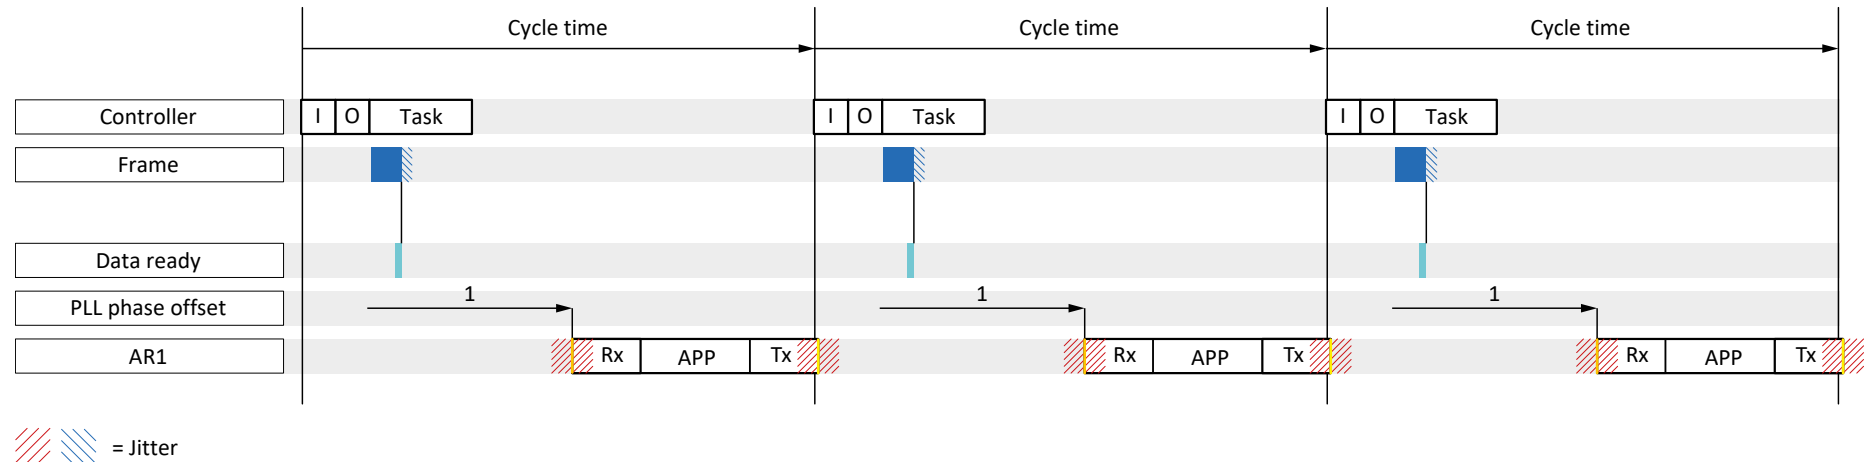 Cycle time Cycle time Cycle time
Controller I O Task I O Task I O Task
Frame
Data ready
PLL phase offset 1 1 1
AR1 Rx APP Tx Rx APP Tx Rx APP Tx
= Jitter